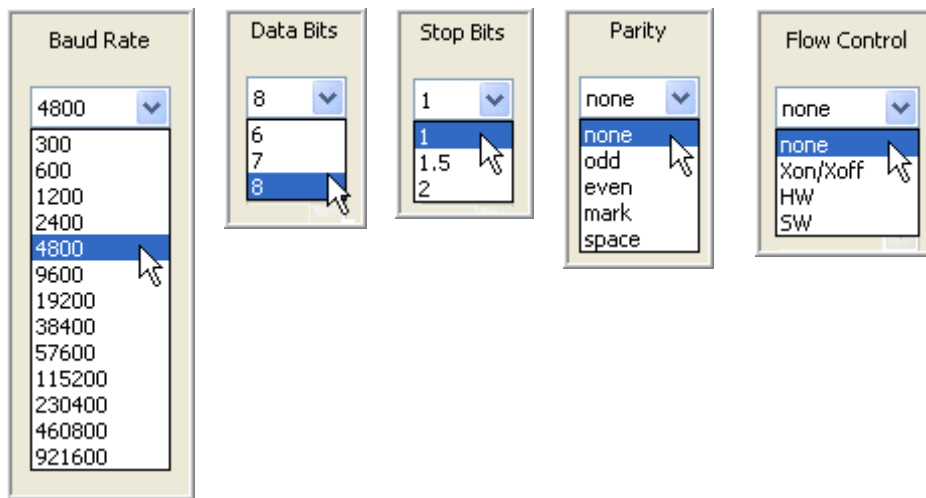 Baud Rate
4800
300
600
1200
2400
4800
9600
19200
38400
57600
115200
230400
460800
921600
Data Bits
8
6
7
8
Stop Bits
1
1
1.5
2
Parity
none
none
odd
even
mark
space
Flow Control
none
none
Xon/Xoff
HW
SW